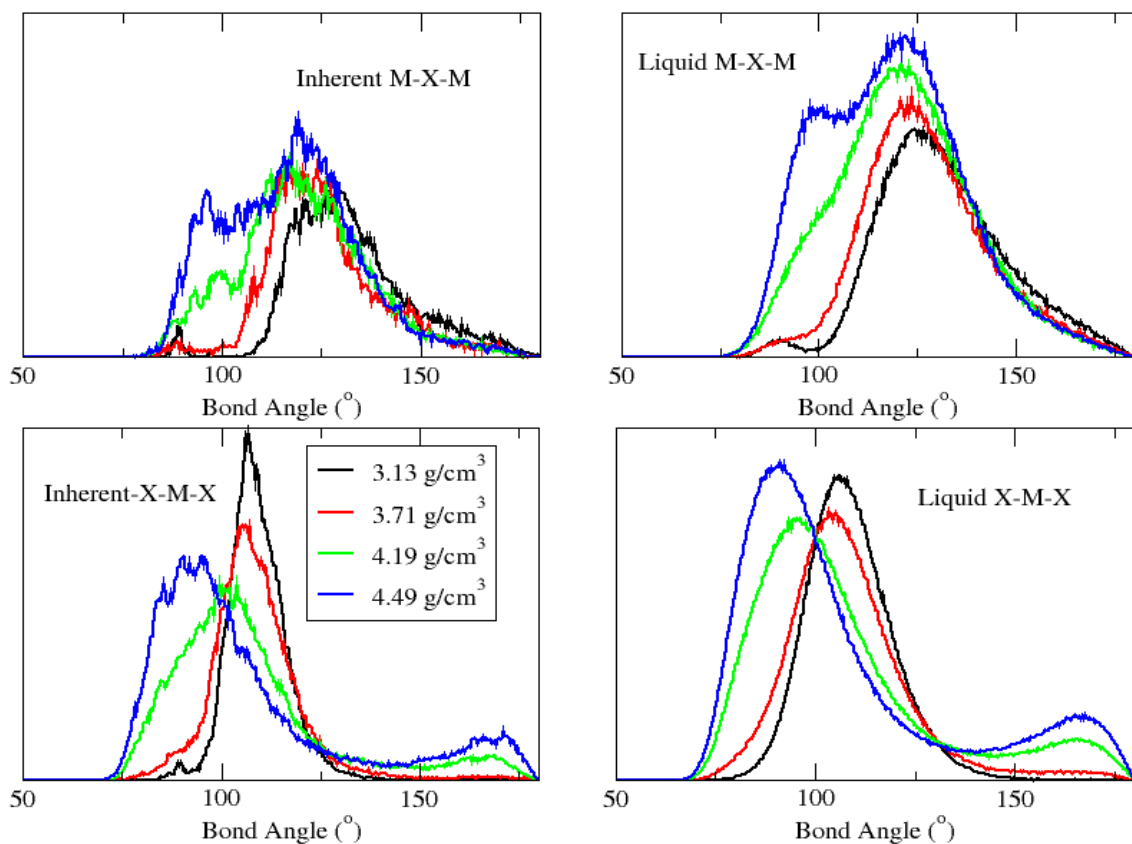 Inherent M-X-M
50
100
150
Bond Angle (°)
Liquid M-X-M
50
100
150
Bond Angle (°)
Inherent-X-M-X
3.13 g/cm³
3.71 g/cm³
4.19 g/cm³
4.49 g/cm³
50
100
150
Bond Angle (°)
Liquid X-M-X
50
100
150
Bond Angle (°)